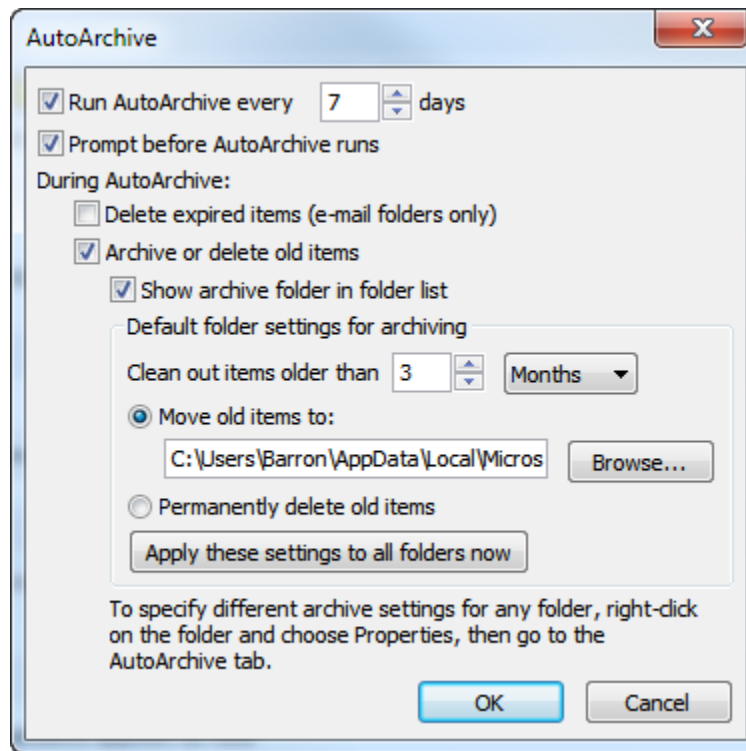 AutoArchive
Run AutoArchive every 7 days
Prompt before AutoArchive runs
During AutoArchive:
Delete expired items (e-mail folders only)
Archive or delete old items
Show archive folder in folder list
Default folder settings for archiving
Clean out items older than 3 Months
Move old items to:
C:\Users\Barron\AppData\Local\Micros Browse...
Permanently delete old items
Apply these settings to all folders now
To specify different archive settings for any folder, right-click
on the folder and choose Properties, then go to the
AutoArchive tab.
OK Cancel